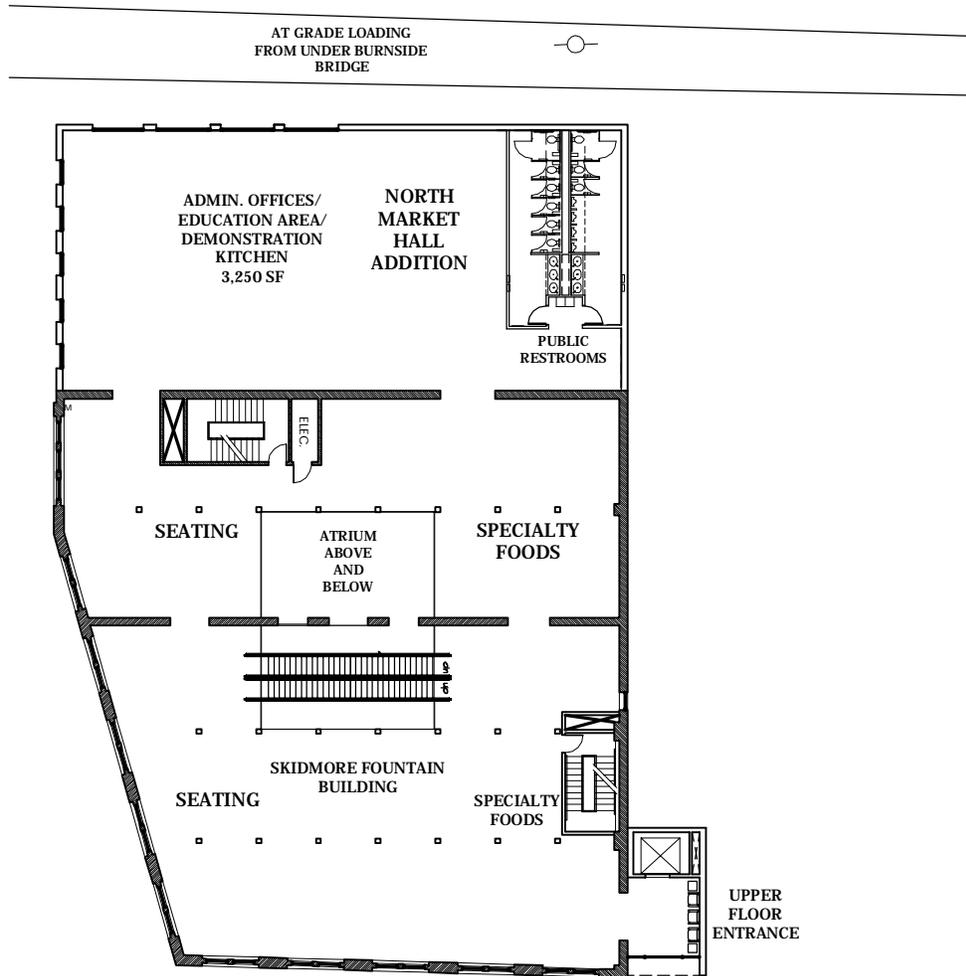 AT GRADE LOADING
FROM UNDER BURNSIDE
BRIDGE
ADMIN. OFFICES/
EDUCATION AREA/
DEMONSTRATION
KITCHEN
3,250 SF
NORTH
MARKET
HALL
ADDITION
PUBLIC
RESTROOMS
M
ELEC.
SEATING
ATRIUM
ABOVE
AND
BELOW
SPECIALTY
FOODS
dn
up
SKIDMORE FOUNTAIN
BUILDING
SEATING
SPECIALTY
FOODS
UPPER
FLOOR
ENTRANCE